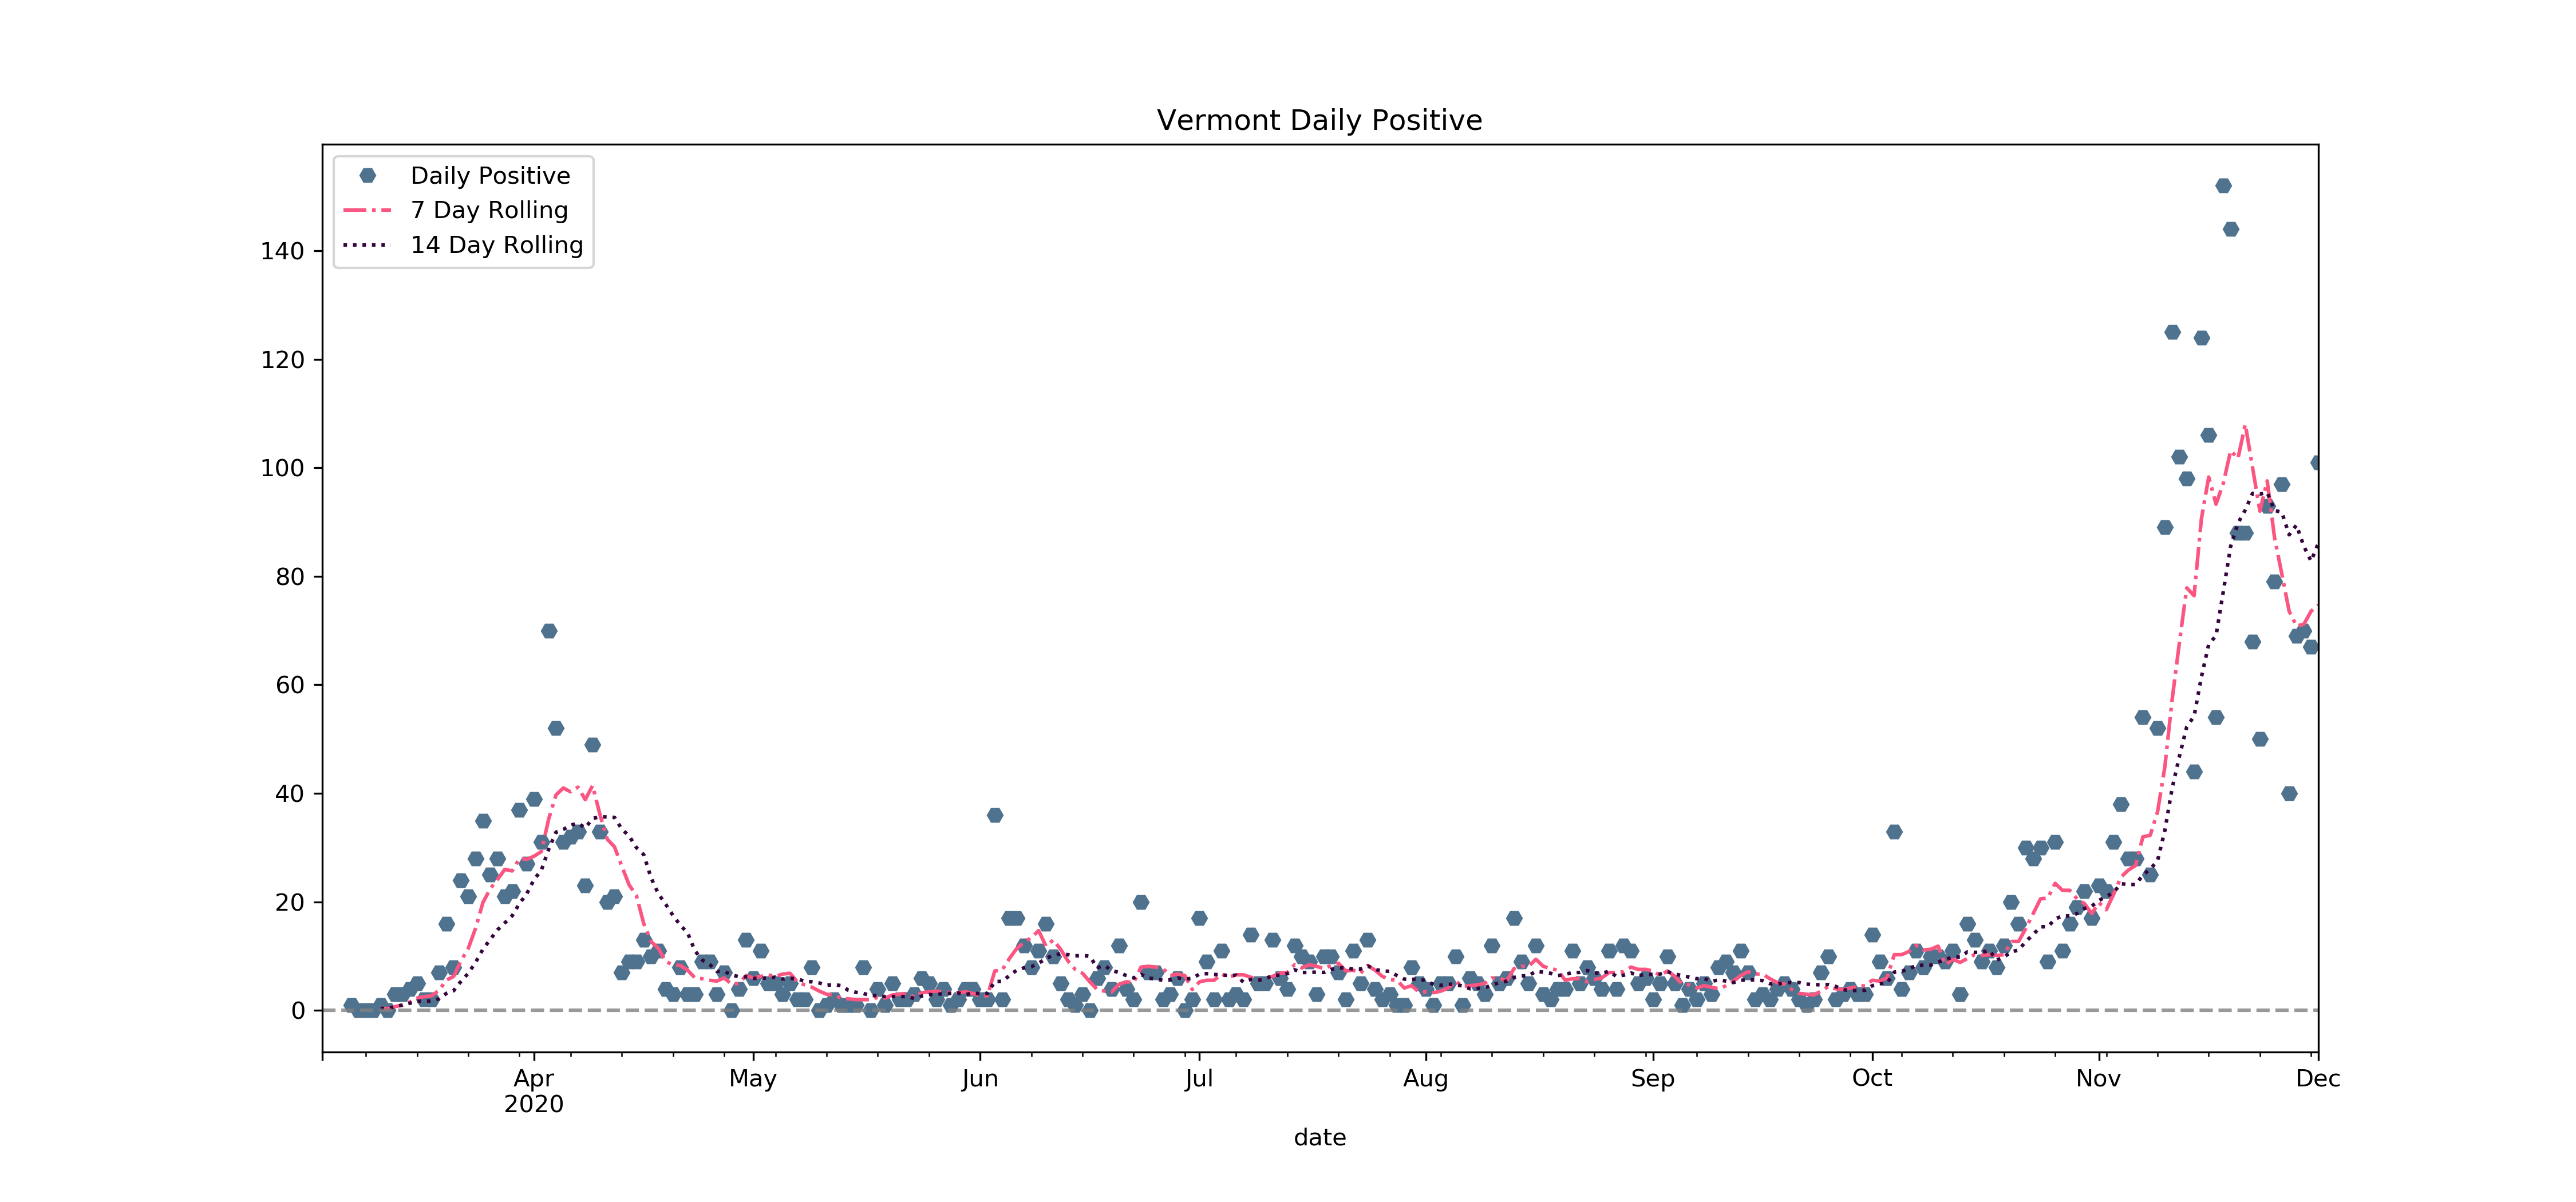 Vermont Daily Positive
Daily Positive
7 Day Rolling
14 Day Rolling
140
120
100
80
60
40
20
0
Apr May Jun Jul Aug Sep Oct Nov Dec
2020
date